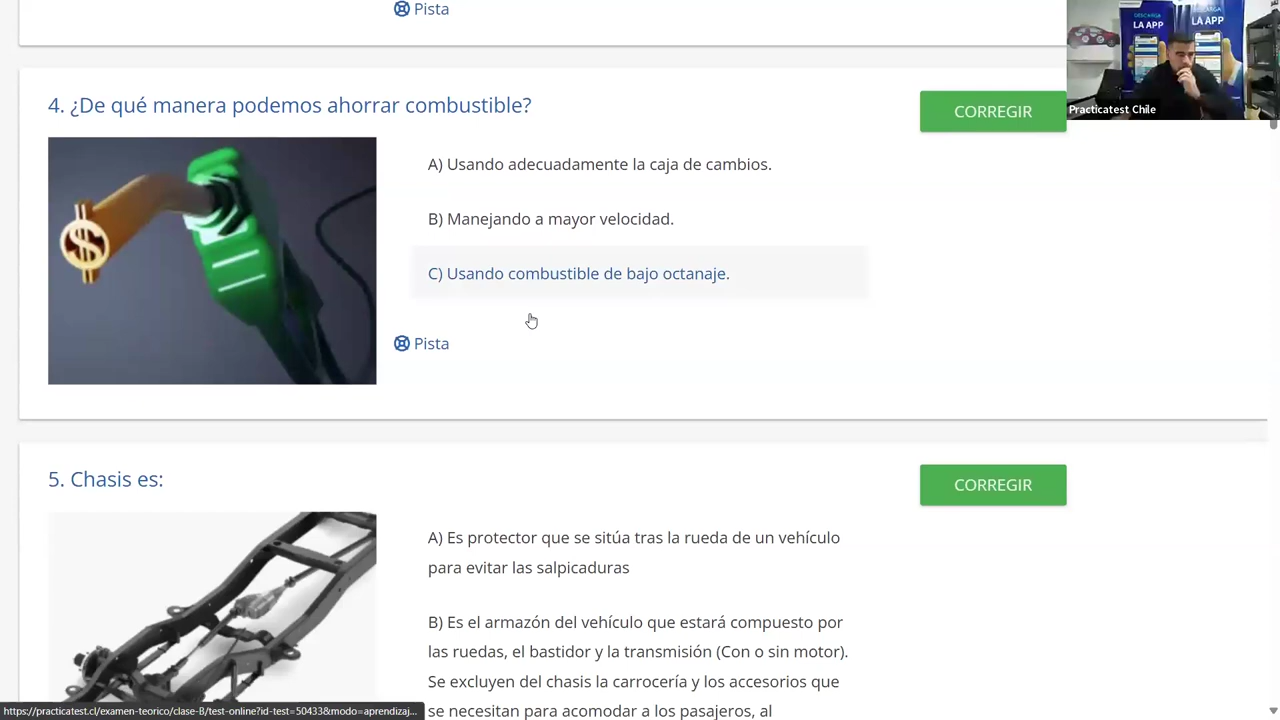 Pista
4. ¿De qué manera podemos ahorrar combustible?
CORREGIR
A) Usando adecuadamente la caja de cambios.
B) Manejando a mayor velocidad.
C) Usando combustible de bajo octanaje.
Pista
5. Chasis es:
CORREGIR
A) Es protector que se sitúa tras la rueda de un vehículo
para evitar las salpicaduras
B) Es el armazón del vehículo que estará compuesto por
las ruedas, el bastidor y la transmisión (Con o sin motor).
Se excluyen del chasis la carrocería y los accesorios que
se necesitan para acomodar a los pasajeros, al
https://practicatest.cl/examen-teorico/clase-B/test-online?id-test=50433&modo=aprendizaj...
DESCARGA
LA APP
DESCARGA
LA APP
Practicatest Chile
$